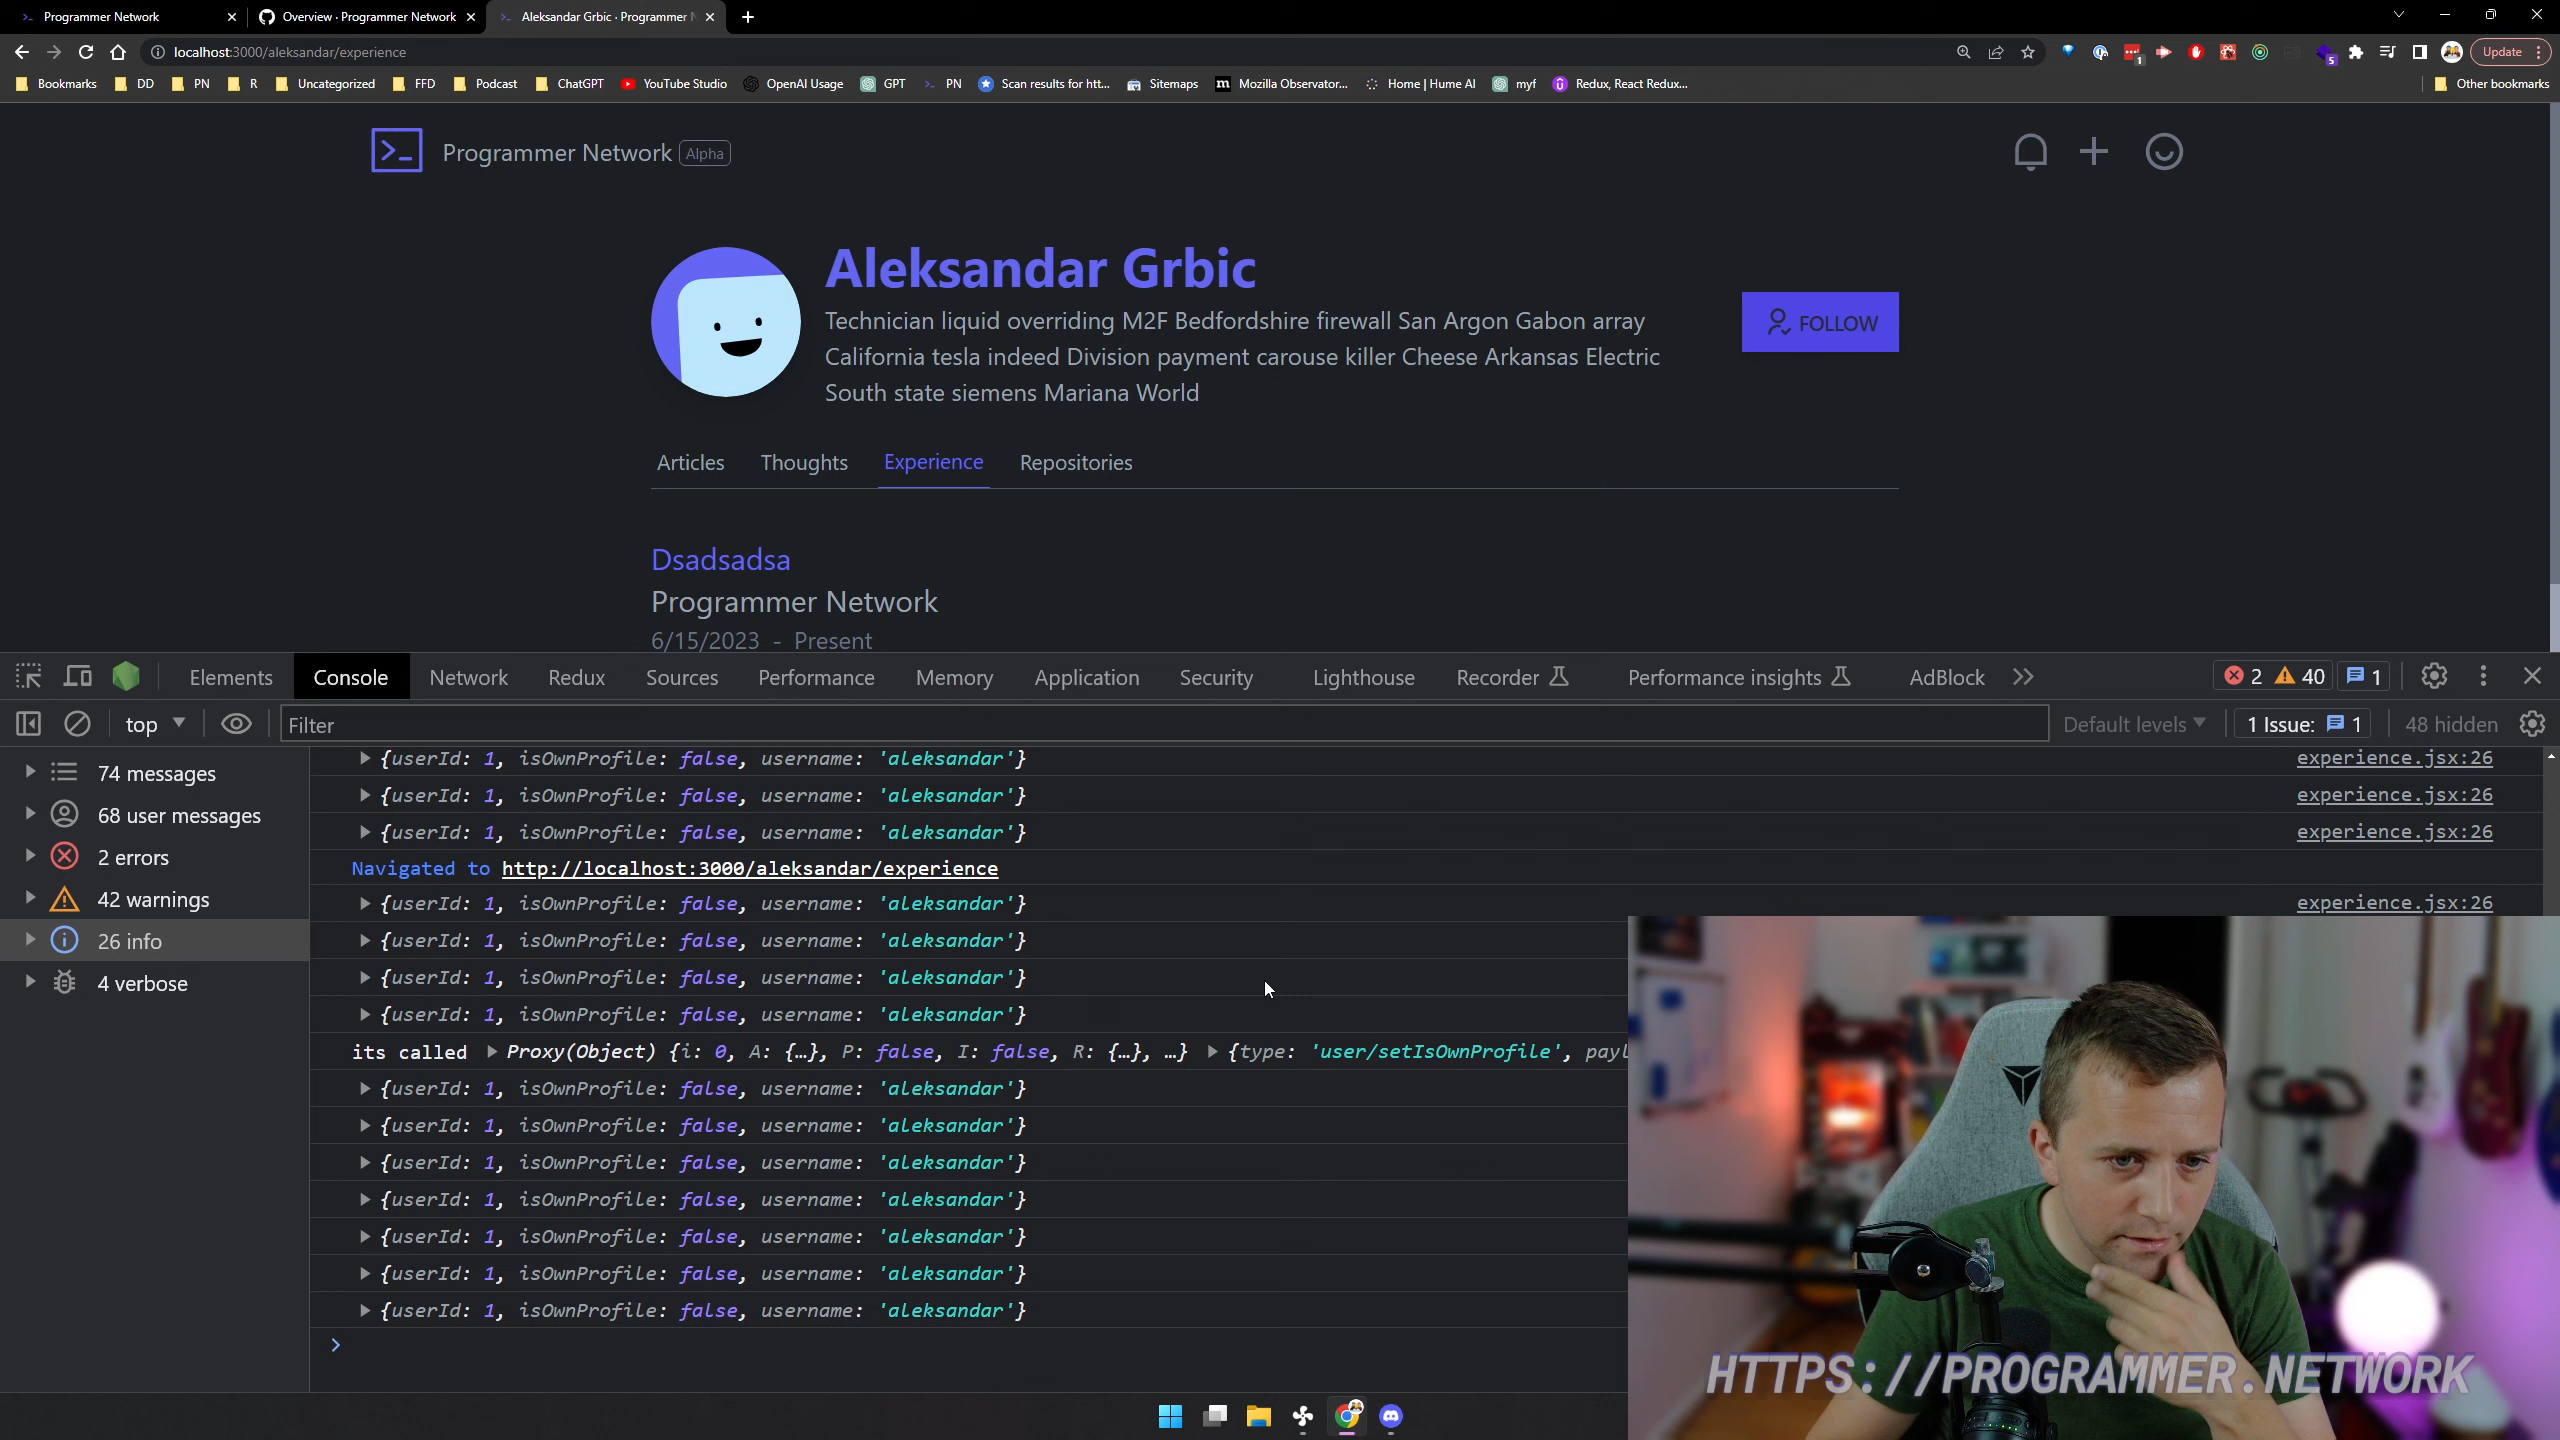 Programmer Network
Overview · Programmer Network
Aleksandar Grbic · Programmer N
localhost:3000/aleksandar/experience
Update
Bookmarks
DD
PN
R
Uncategorized
FFD
Podcast
ChatGPT
YouTube Studio
OpenAI Usage
GPT
PN
Scan results for htt...
Sitemaps
Mozilla Observator...
Home | Hume AI
myf
Redux, React Redux...
Other bookmarks
Programmer Network Alpha
Aleksandar Grbic
Technician liquid overriding M2F Bedfordshire firewall San Argon Gabon array
California tesla indeed Division payment carouse killer Cheese Arkansas Electric
South state siemens Mariana World
FOLLOW
Articles Thoughts Experience Repositories
Dsadsadsa
Programmer Network
6/15/2023 - Present
Elements Console Network Redux Sources Performance Memory Application Security Lighthouse Recorder Performance insights AdBlock 2 40 1
top Filter Default levels 1 Issue: 1 48 hidden
74 messages
68 user messages
2 errors
42 warnings
26 info
4 verbose
{userId: 1, isOwnProfile: false, username: 'aleksandar'} experience.jsx:26
{userId: 1, isOwnProfile: false, username: 'aleksandar'} experience.jsx:26
{userId: 1, isOwnProfile: false, username: 'aleksandar'} experience.jsx:26
Navigated to http://localhost:3000/aleksandar/experience
{userId: 1, isOwnProfile: false, username: 'aleksandar'} experience.jsx:26
{userId: 1, isOwnProfile: false, username: 'aleksandar'}
{userId: 1, isOwnProfile: false, username: 'aleksandar'}
{userId: 1, isOwnProfile: false, username: 'aleksandar'}
its called Proxy(Object) {i: 0, A: {…}, P: false, I: false, R: {…}, …} {type: 'user/setIsOwnProfile', payl
{userId: 1, isOwnProfile: false, username: 'aleksandar'}
{userId: 1, isOwnProfile: false, username: 'aleksandar'}
{userId: 1, isOwnProfile: false, username: 'aleksandar'}
{userId: 1, isOwnProfile: false, username: 'aleksandar'}
{userId: 1, isOwnProfile: false, username: 'aleksandar'}
{userId: 1, isOwnProfile: false, username: 'aleksandar'}
{userId: 1, isOwnProfile: false, username: 'aleksandar'}
HTTPS://PROGRAMMER.NETWORK